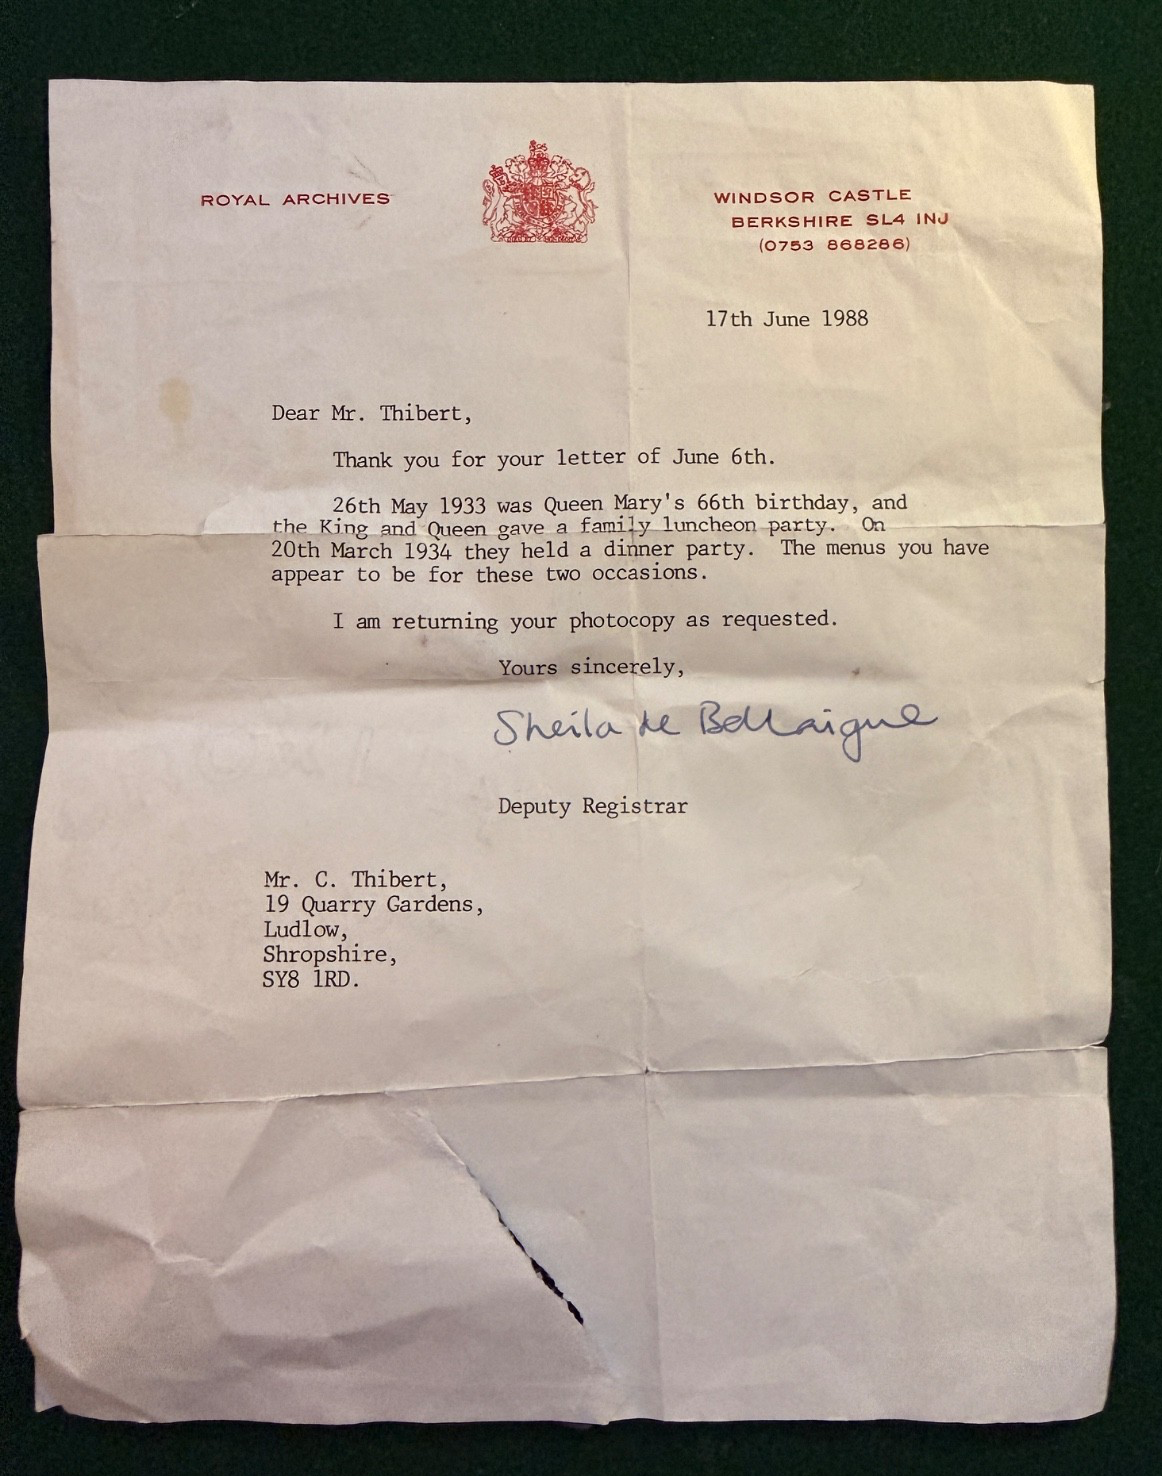 ROYAL ARCHIVES
WINDSOR CASTLE
BERKSHIRE SL4 INJ
(0753 868286)
17th June 1988
Dear Mr. Thibert,
Thank you for your letter of June 6th.
26th May 1933 was Queen Mary's 66th birthday, and
the King and Queen gave a family luncheon party. On
20th March 1934 they held a dinner party. The menus you have
appear to be for these two occasions.
I am returning your photocopy as requested.
Yours sincerely,
Sheila de Bellaigue
Deputy Registrar
Mr. C. Thibert,
19 Quarry Gardens,
Ludlow,
Shropshire,
SY8 1RD.